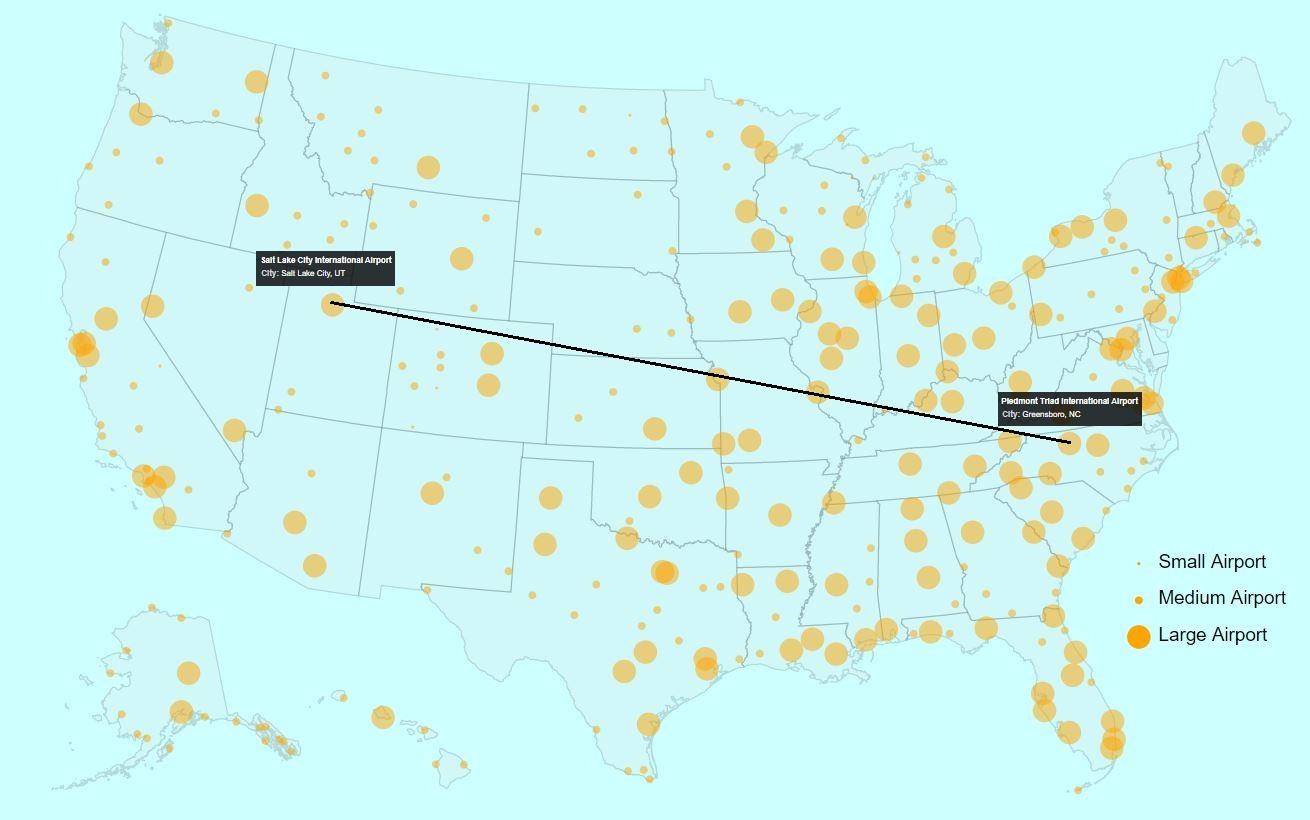 Salt Lake City International Airport
City: Salt Lake City, UT
Piedmont Triad International Airport
City: Greensboro, NC
Small Airport
Medium Airport
Large Airport